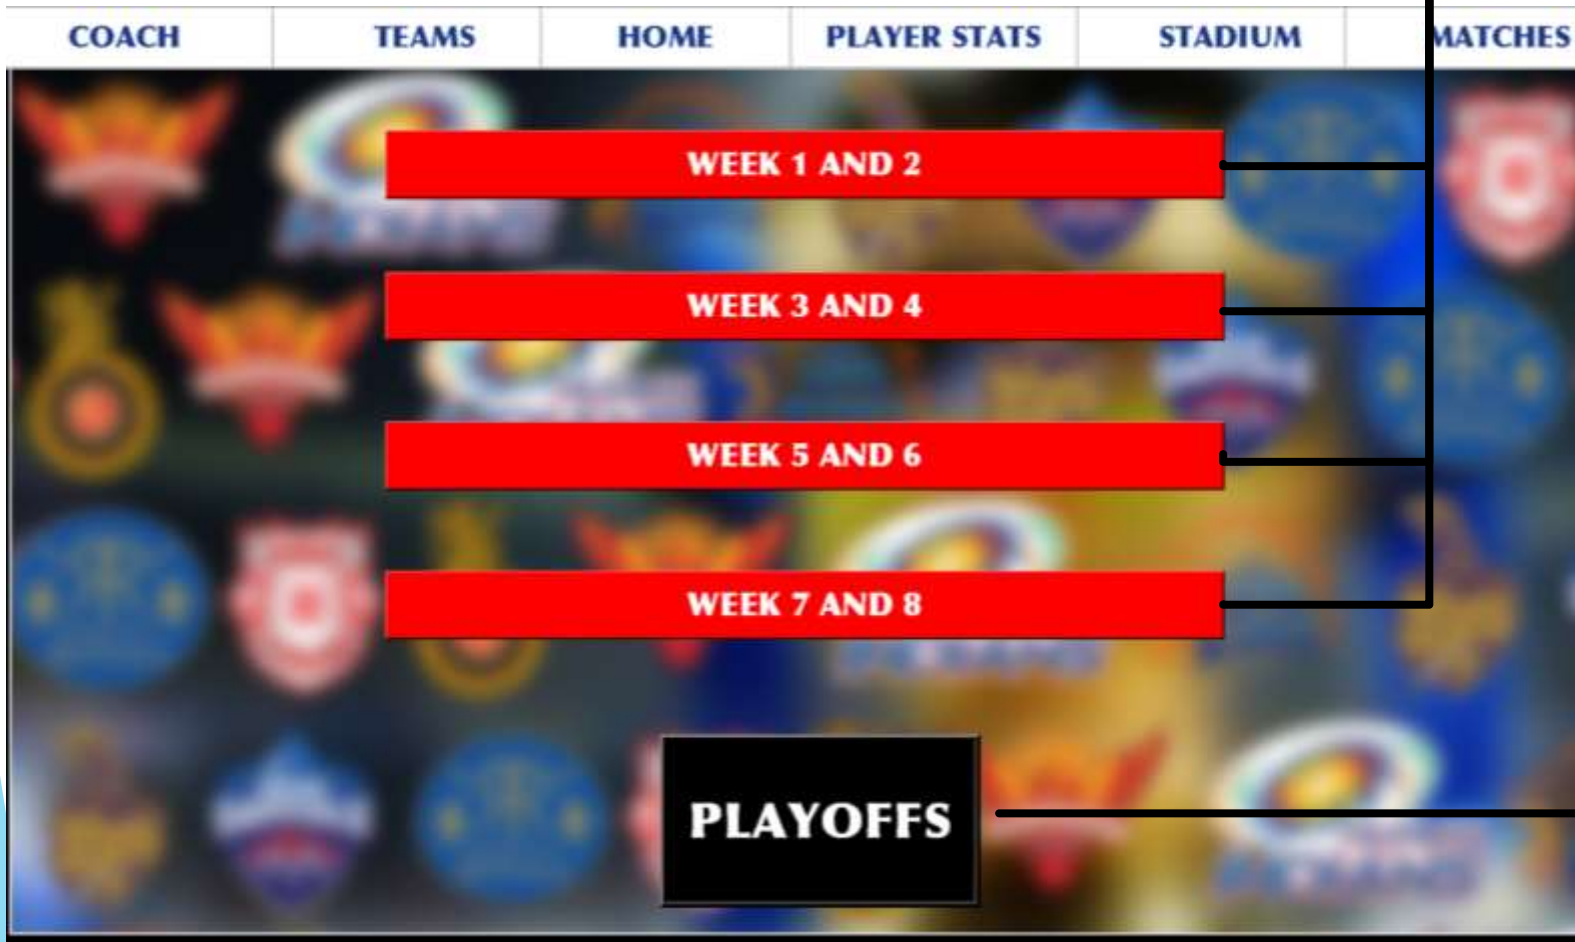 COACH TEAMS HOME PLAYER STATS STADIUM MATCHES
WEEK 1 AND 2
WEEK 3 AND 4
WEEK 5 AND 6
WEEK 7 AND 8
PLAYOFFS